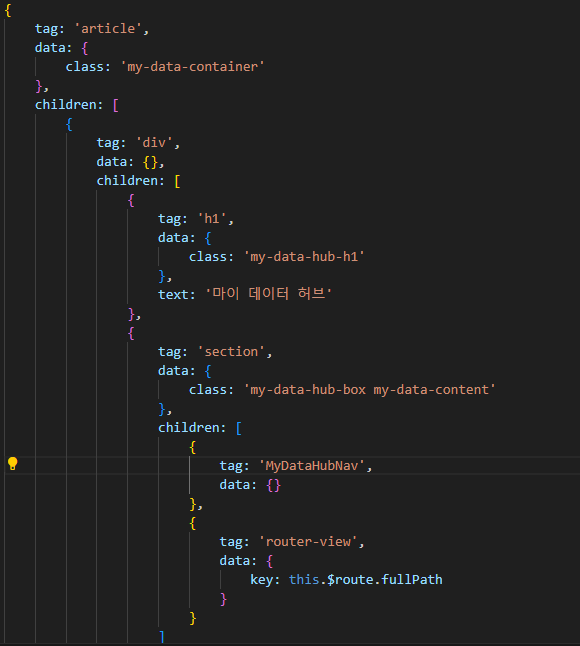 {
    tag: 'article',
    data: {
        class: 'my-data-container'
    },
    children: [
        {
            tag: 'div',
            data: {},
            children: [
                {
                    tag: 'h1',
                    data: {
                        class: 'my-data-hub-h1'
                    },
                    text: '마이 데이터 허브'
                },
                {
                    tag: 'section',
                    data: {
                        class: 'my-data-hub-box my-data-content'
                    },
                    children: [
                        {
                            tag: 'MyDataHubNav',
                            data: {}
                        },
                        {
                            tag: 'router-view',
                            data: {
                                key: this.$route.fullPath
                            }
                        }
                    ]